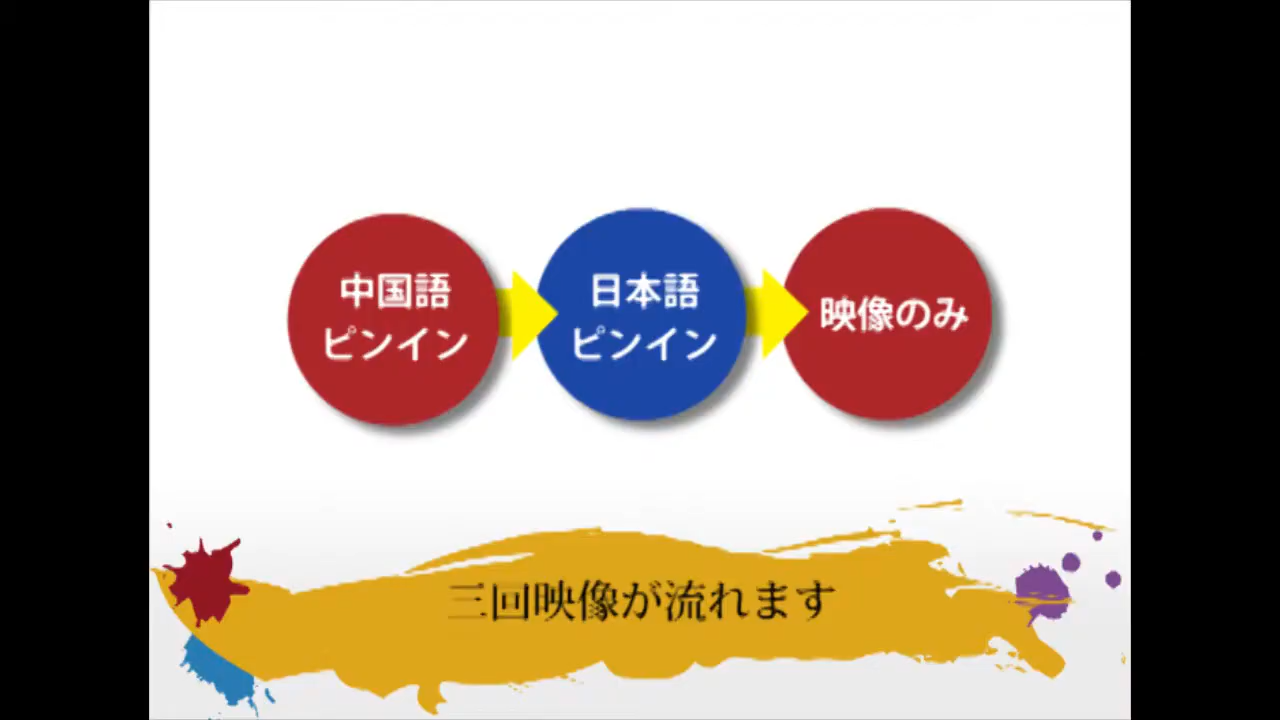 中国語
ピンイン
日本語
ピンイン
映像のみ
三回映像が流れます